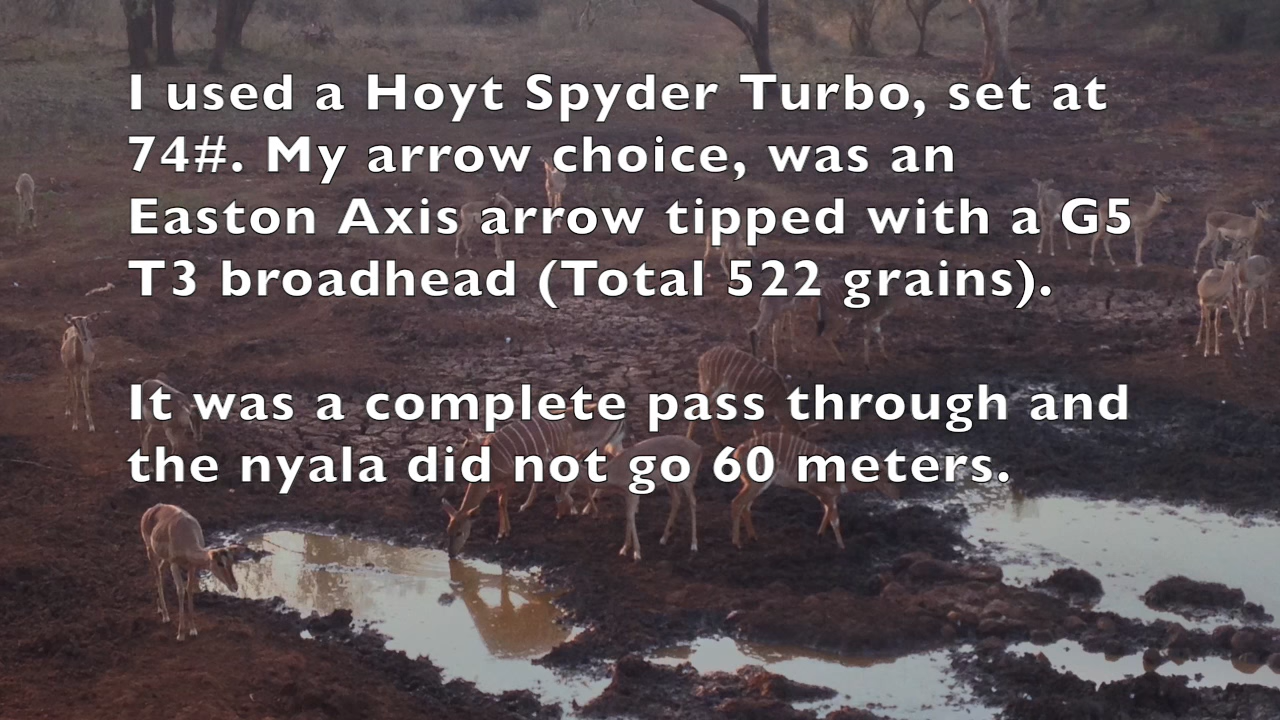 I used a Hoyt Spyder Turbo, set at
74#. My arrow choice, was an
Easton Axis arrow tipped with a G5
T3 broadhead (Total 522 grains).
It was a complete pass through and
the nyala did not go 60 meters.